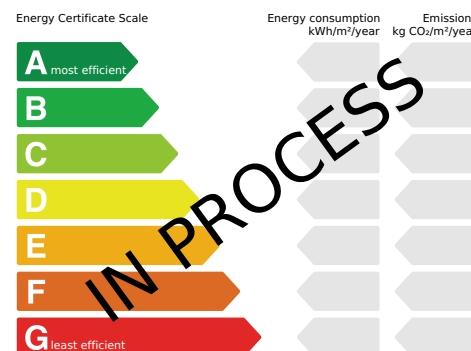 Energy Certificate Scale
Energy consumption
kWh/m²/year
Emission
kg CO₂/m²/year
A most efficient
B
C
D
E
F
G least efficient
IN PROCESS